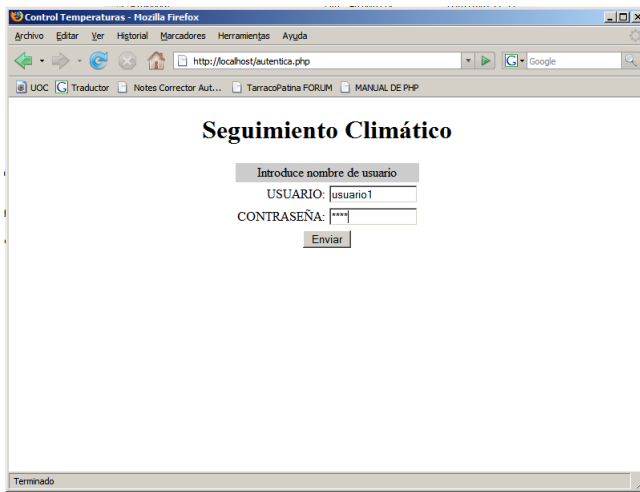 Control Temperaturas - Mozilla Firefox
Archivo Editar Ver Historial Marcadores Herramientas Ayuda
http://localhost/autentica.php G Google
UOC G Traductor Notes Corrector Aut... TarracoPatina FORUM MANUAL DE PHP
Seguimiento Climático
Introduce nombre de usuario
USUARIO: usuario1
CONTRASEÑA: ****
Enviar
Terminado